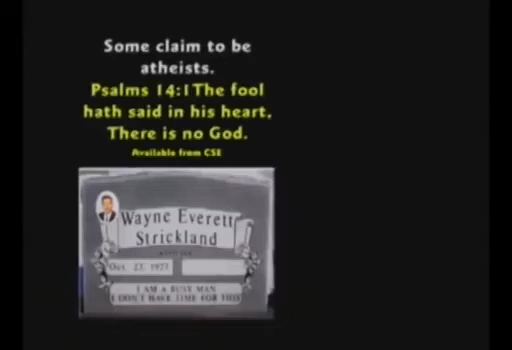 Some claim to be
atheists.
Psalms 14:1 The fool
hath said in his heart,
There is no God.
Available from CSE
Wayne Everett
Strickland
Oct. 23, 1927
I AM A BUSY MAN
I DON'T HAVE TIME FOR THIS